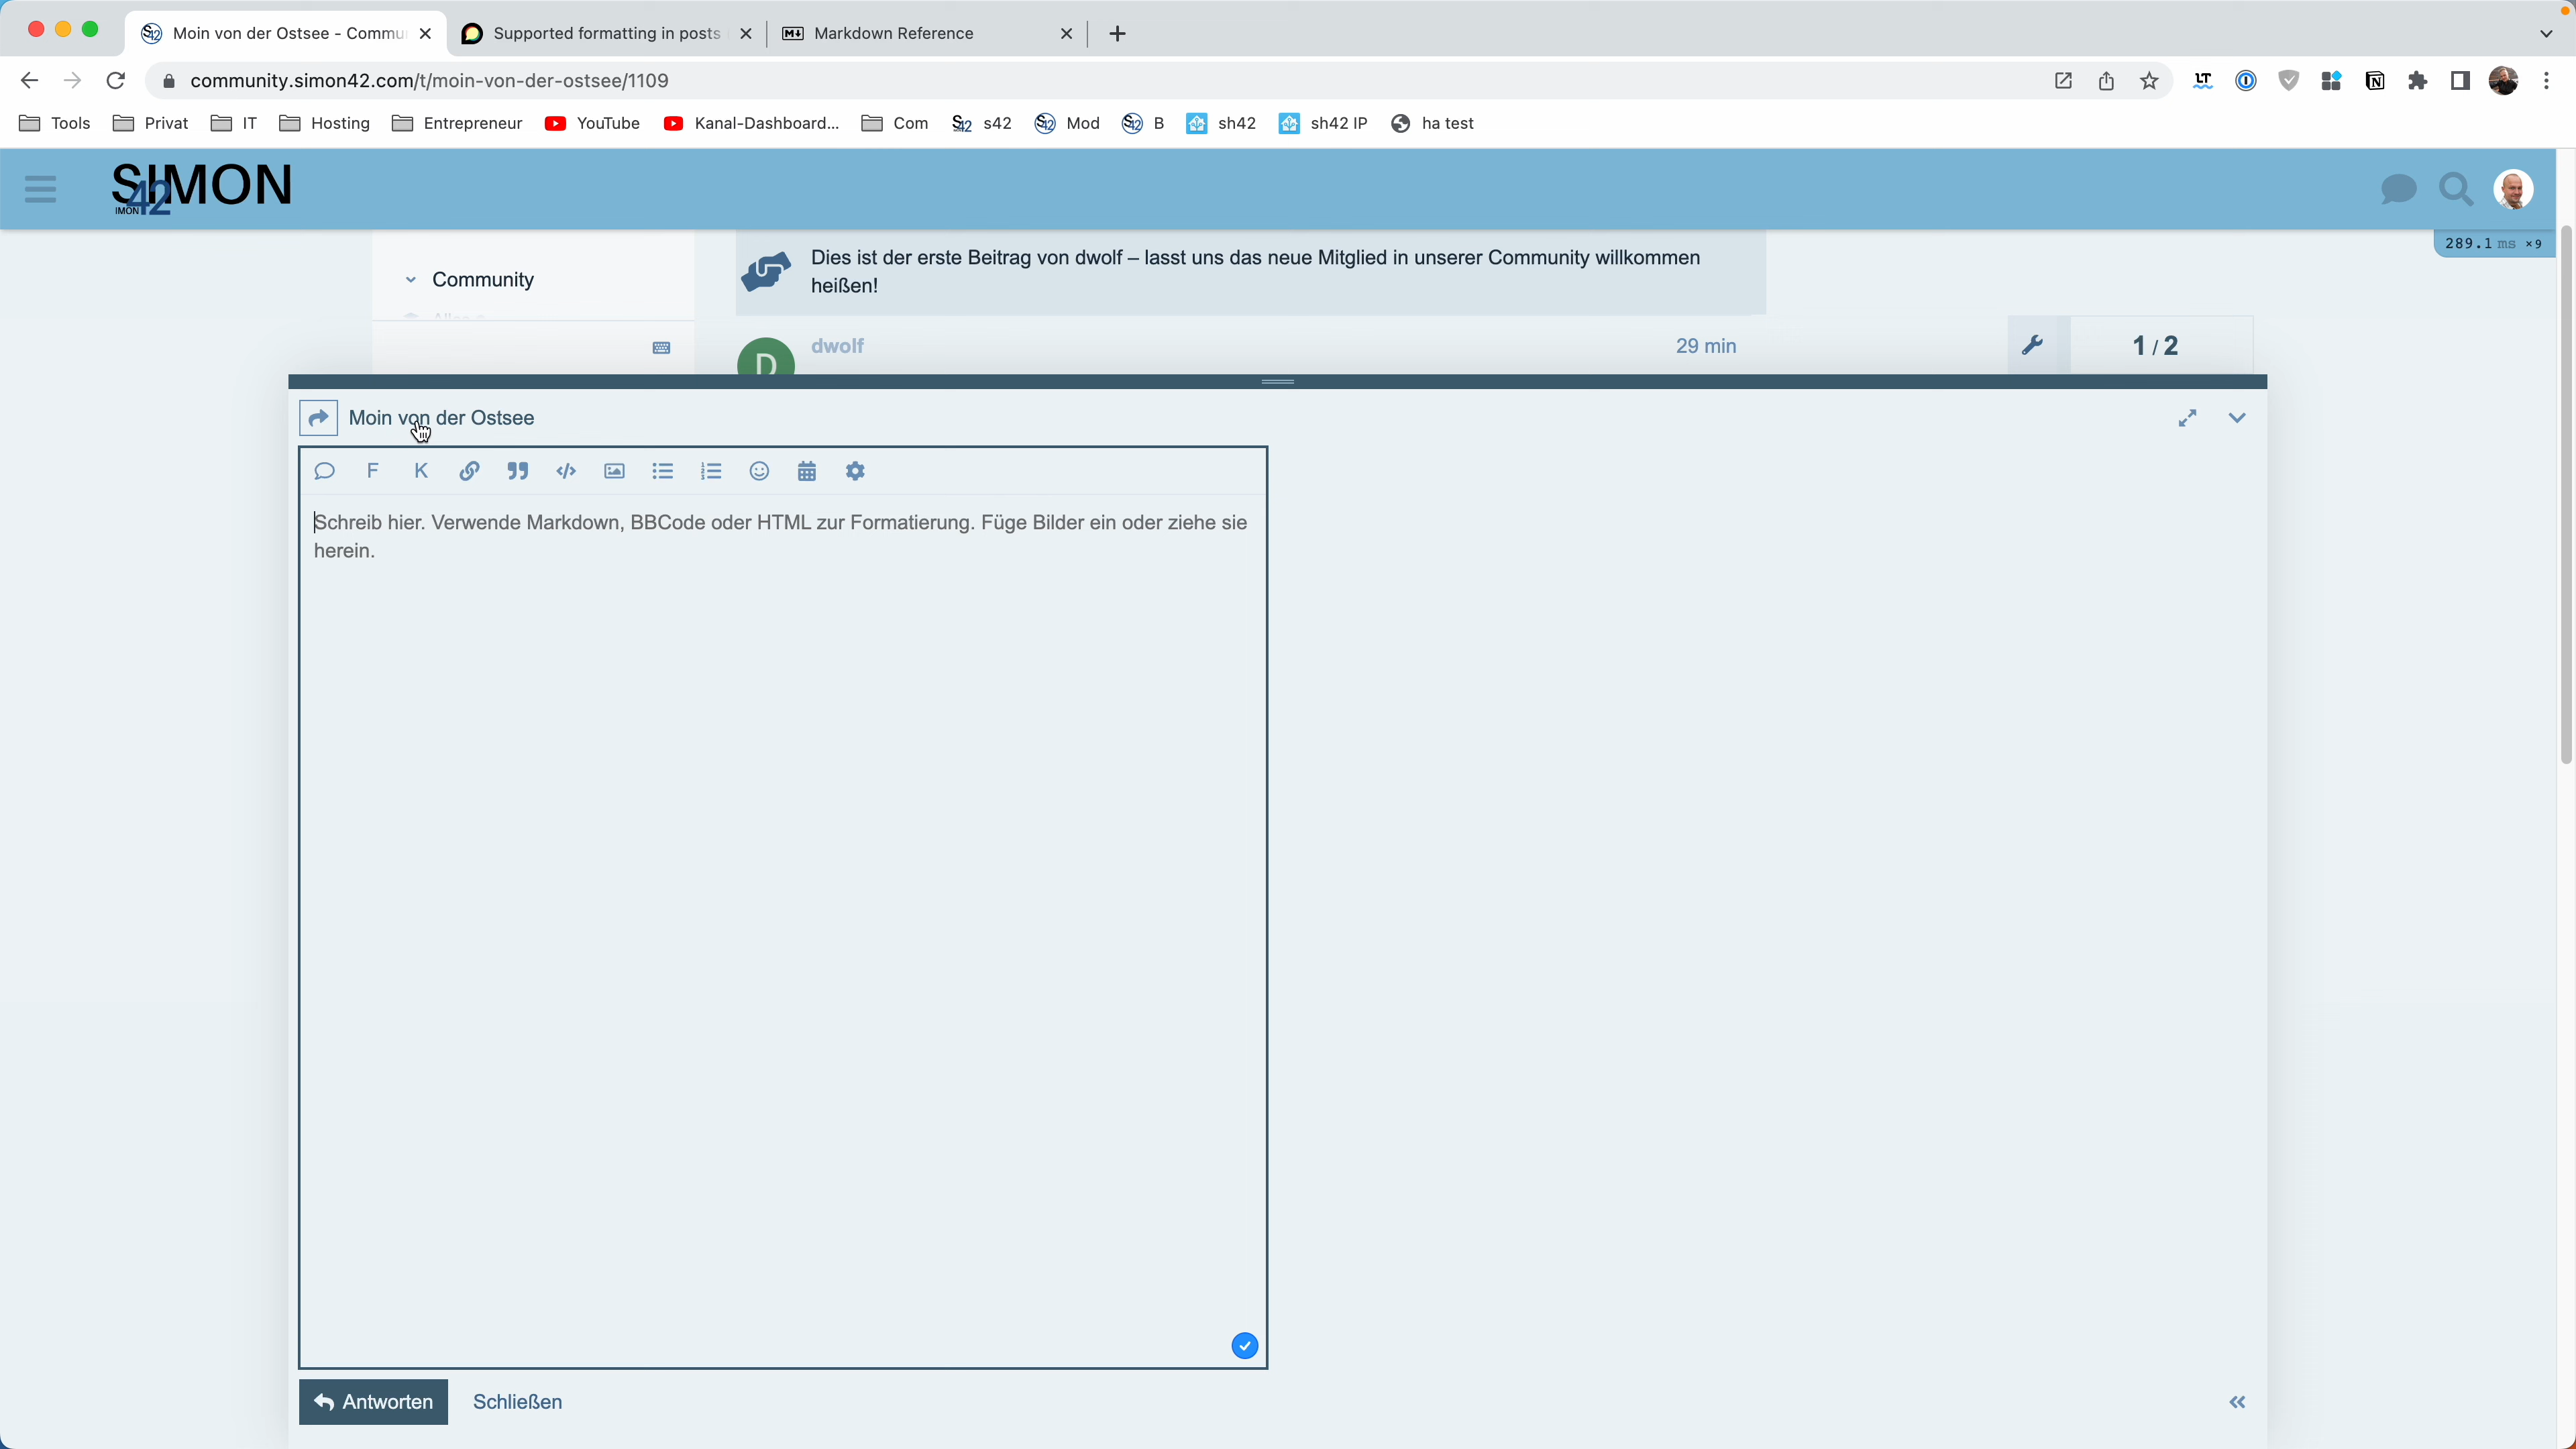 Moin von der Ostsee - Commu
Supported formatting in posts
Markdown Reference
community.simon42.com/t/moin-von-der-ostsee/1109
Tools
Privat
IT
Hosting
Entrepreneur
YouTube
Kanal-Dashboard...
Com
s42
Mod
B
sh42
sh42 IP
ha test
SIMON
IMON 42
289.1 ms ×9
Community
Dies ist der erste Beitrag von dwolf – lasst uns das neue Mitglied in unserer Community willkommen
heißen!
D
dwolf
29 min
1 / 2
Moin von der Ostsee
F
K
Schreib hier. Verwende Markdown, BBCode oder HTML zur Formatierung. Füge Bilder ein oder ziehe sie
herein.
Antworten
Schließen